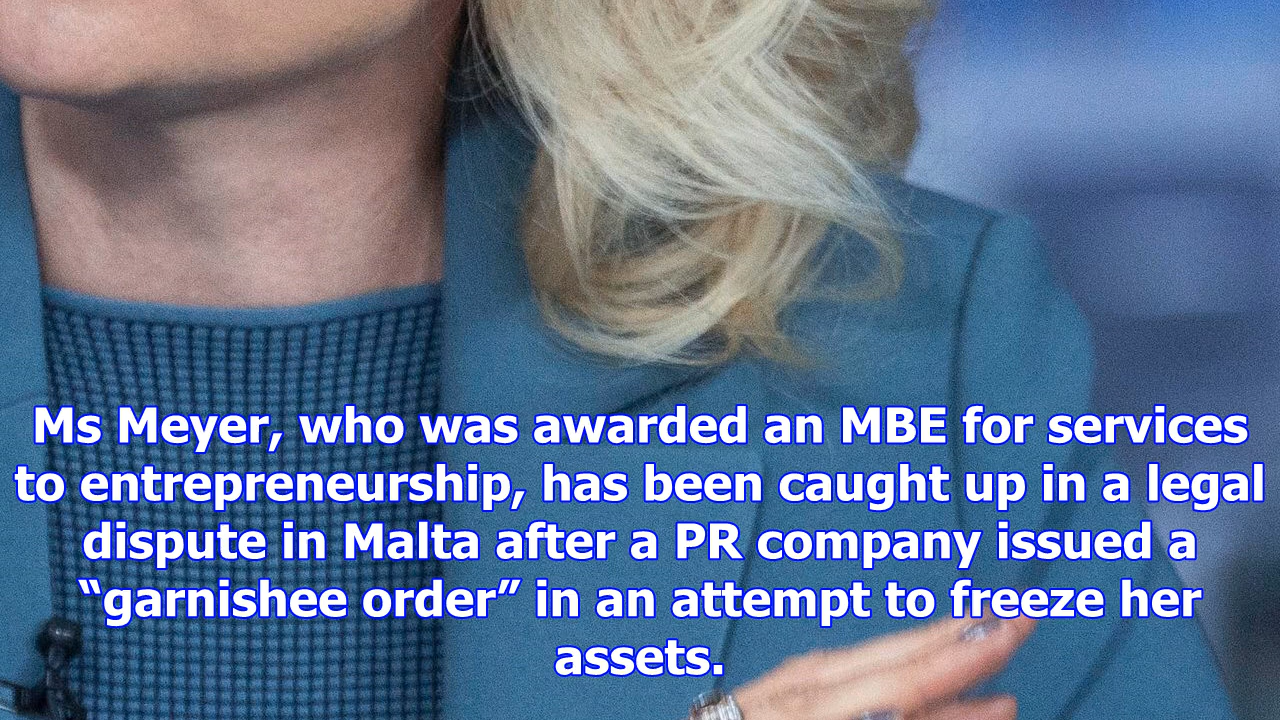 Ms Meyer, who was awarded an MBE for services
to entrepreneurship, has been caught up in a legal
dispute in Malta after a PR company issued a
“garnishee order” in an attempt to freeze her
assets.